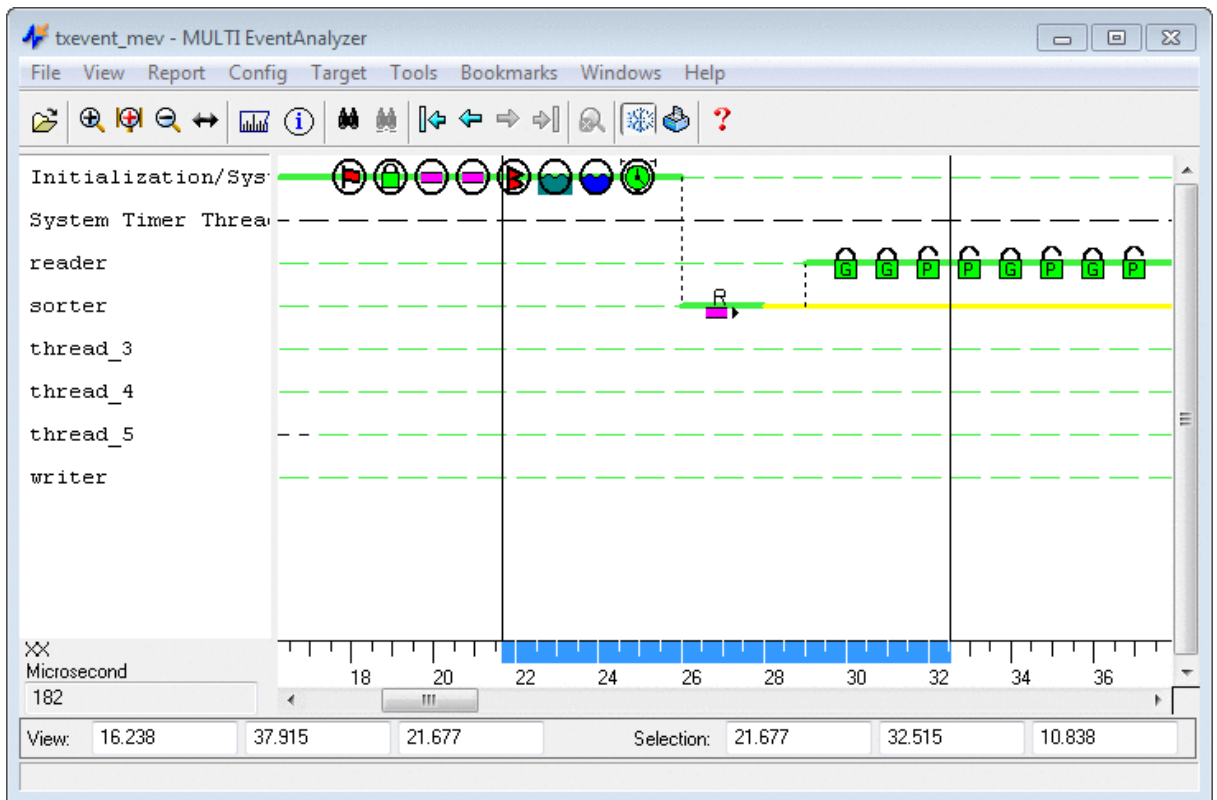 txevent_mev - MULTI EventAnalyzer
File View Report Config Target Tools Bookmarks Windows Help
Initialization/Sys
System Timer Threa
reader
G G P P G P G P
sorter
R
thread_3
thread_4
thread_5
writer
XX
Microsecond
18 20 22 24 26 28 30 32 34 36
182
View: 16.238 37.915 21.677 Selection: 21.677 32.515 10.838